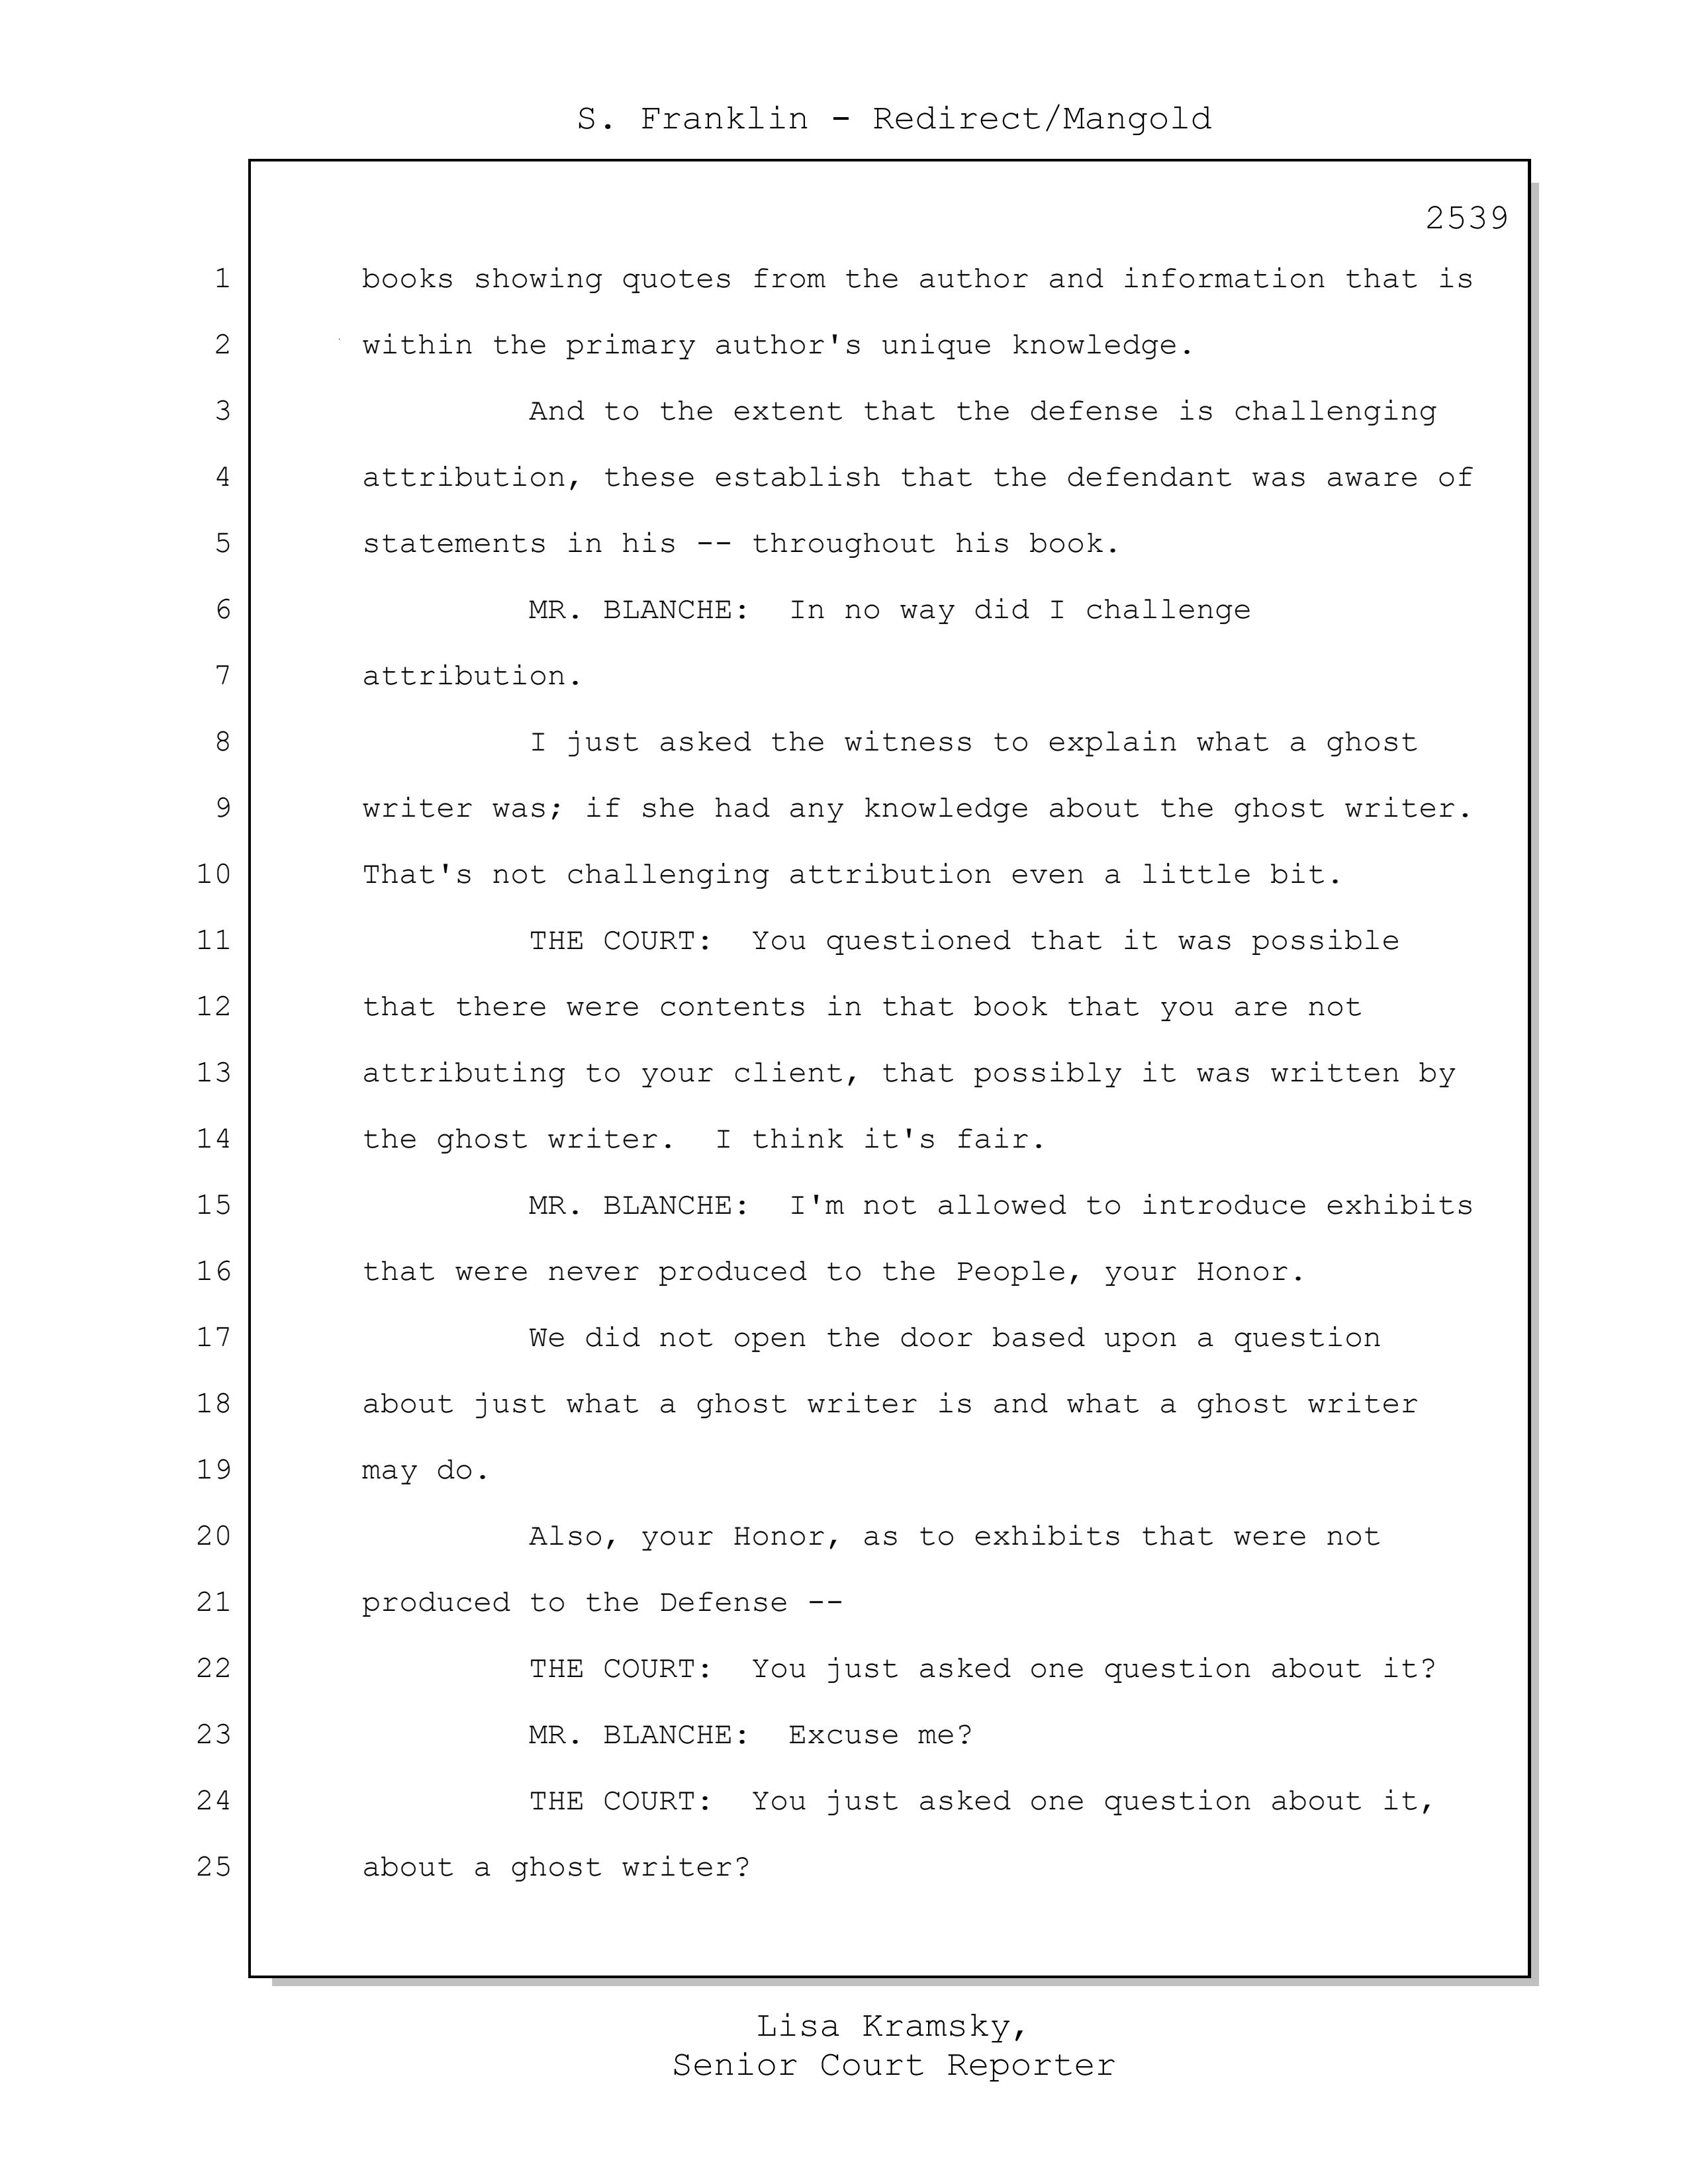 S. Franklin - Redirect/Mangold
2539
1 books showing quotes from the author and information that is
2 within the primary author's unique knowledge.
3 And to the extent that the defense is challenging
4 attribution, these establish that the defendant was aware of
5 statements in his -- throughout his book.
6 MR. BLANCHE: In no way did I challenge
7 attribution.
8 I just asked the witness to explain what a ghost
9 writer was; if she had any knowledge about the ghost writer.
10 That's not challenging attribution even a little bit.
11 THE COURT: You questioned that it was possible
12 that there were contents in that book that you are not
13 attributing to your client, that possibly it was written by
14 the ghost writer. I think it's fair.
15 MR. BLANCHE: I'm not allowed to introduce exhibits
16 that were never produced to the People, your Honor.
17 We did not open the door based upon a question
18 about just what a ghost writer is and what a ghost writer
19 may do.
20 Also, your Honor, as to exhibits that were not
21 produced to the Defense --
22 THE COURT: You just asked one question about it?
23 MR. BLANCHE: Excuse me?
24 THE COURT: You just asked one question about it,
25 about a ghost writer?
Lisa Kramsky,
Senior Court Reporter